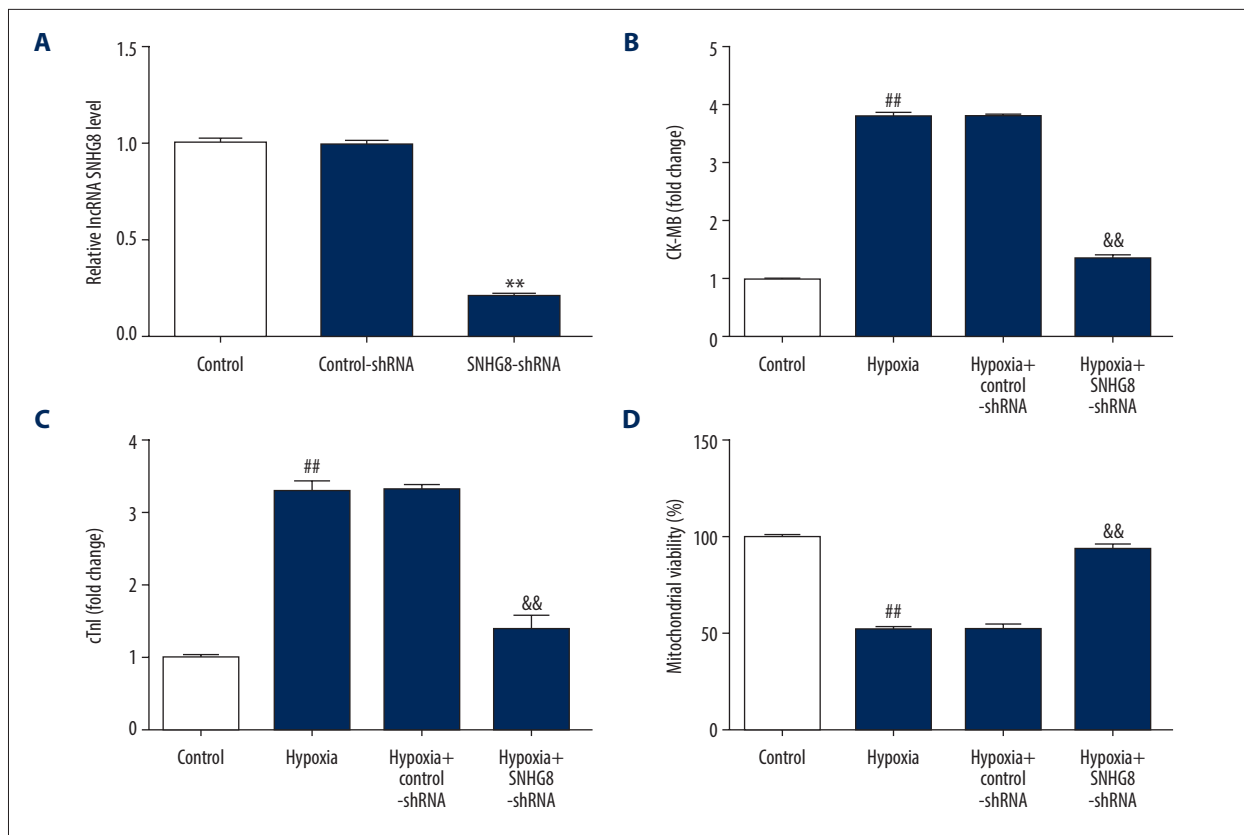 A
Relative lncRNA SNHG8 level
1.5
1.0
0.5
0.0
**
Control
Control-shRNA
SNHG8-shRNA
B
CK-MB (fold change)
5
4
3
2
1
0
##
&&
Control
Hypoxia
Hypoxia+
control
-shRNA
Hypoxia+
SNHG8
-shRNA
C
cTnI (fold change)
4
3
2
1
0
##
&&
Control
Hypoxia
Hypoxia+
control
-shRNA
Hypoxia+
SNHG8
-shRNA
D
Mitochondrial viability (%)
150
100
50
0
##
&&
Control
Hypoxia
Hypoxia+
control
-shRNA
Hypoxia+
SNHG8
-shRNA